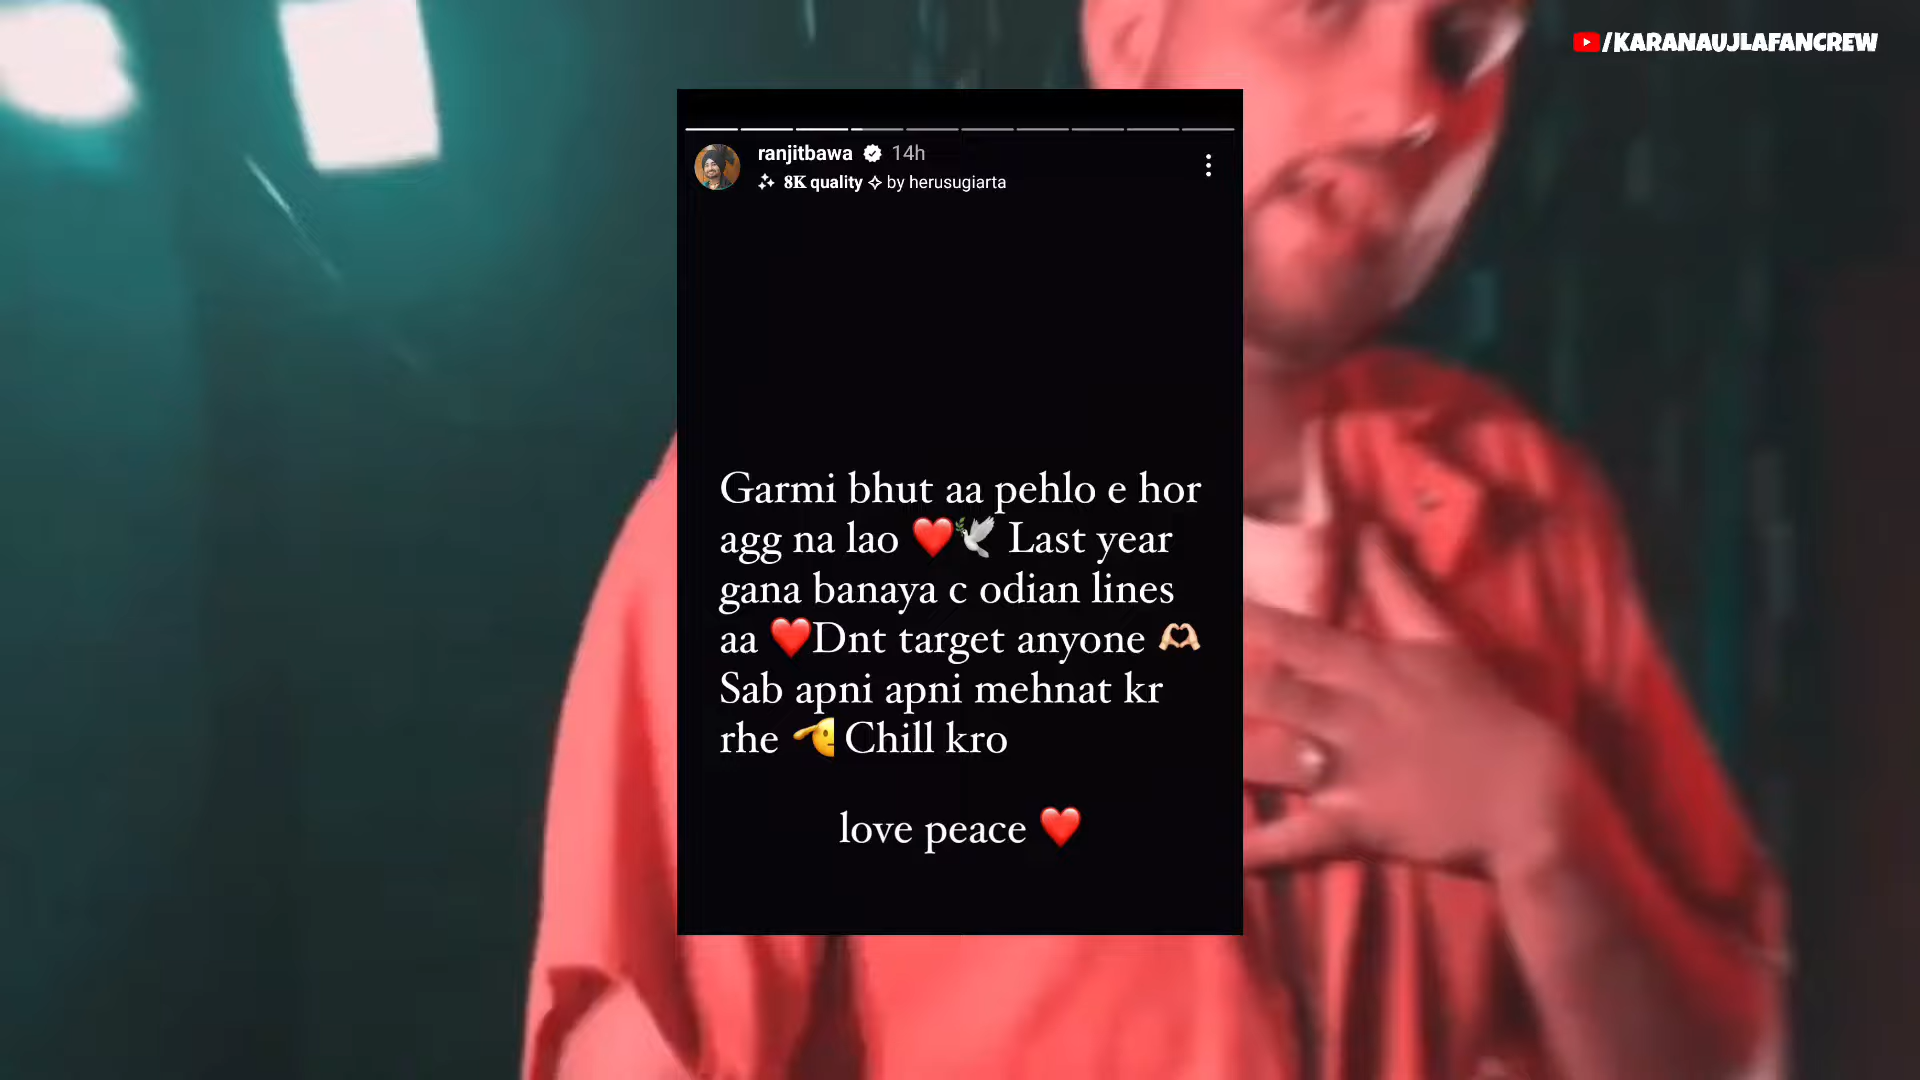 /KARANAUJLAFANCREW
ranjitbawa 14h
8K quality by herusugiarta
Garmi bhut aa pehlo e hor
agg na lao ❤️🕊️ Last year
gana banaya c odian lines
aa ❤️Dnt target anyone 🫶🏻
Sab apni apni mehnat kr
rhe 🫡 Chill kro
love peace ❤️